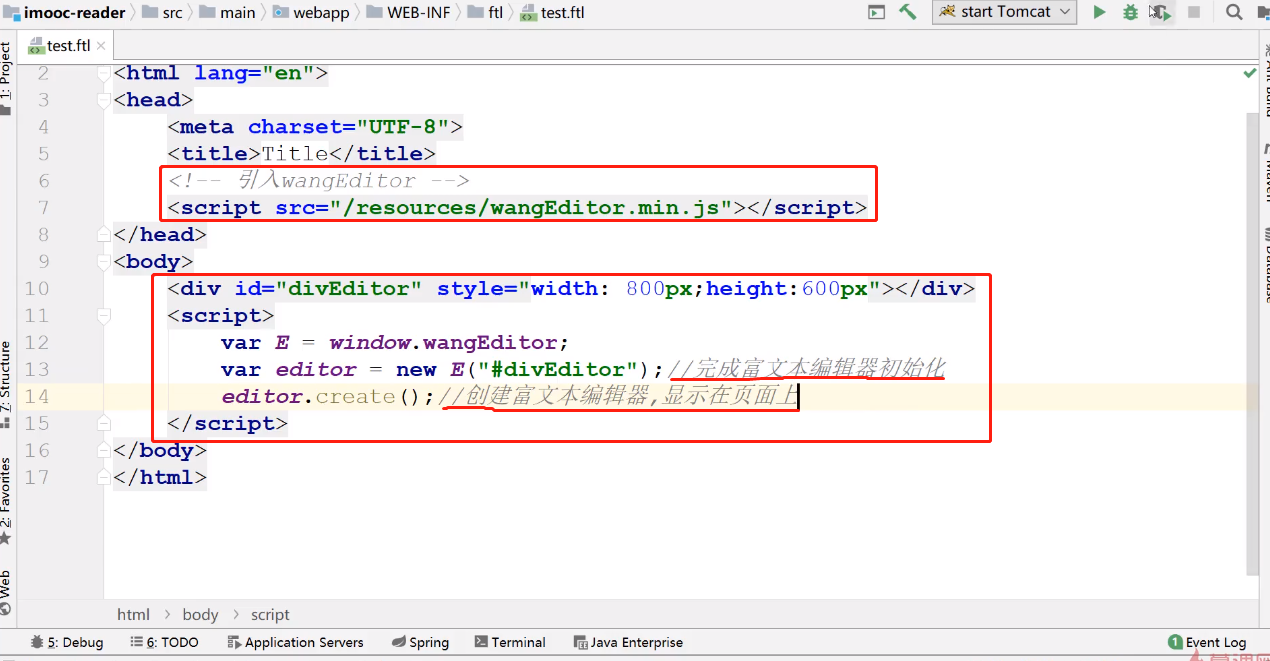 imooc-reader src main webapp WEB-INF ftl test.ftl start Tomcat
test.ftl
1: Project
2 <html lang="en">
3 <head>
4 <meta charset="UTF-8">
5 <title>Title</title>
6 <!-- 引入wangEditor -->
7 <script src="/resources/wangEditor.min.js"></script>
8 </head>
9 <body>
10 <div id="divEditor" style="width: 800px;height:600px"></div>
11 <script>
12 var E = window.wangEditor;
13 var editor = new E("#divEditor");//完成富文本编辑器初始化
14 editor.create();//创建富文本编辑器,显示在页面上
15 </script>
16 </body>
17 </html>
7: Structure
2: Favorites
Web
Database
html body script
5: Debug 6: TODO Application Servers Spring Terminal Java Enterprise 1 Event Log